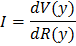 I = dV(y) / dR(y)